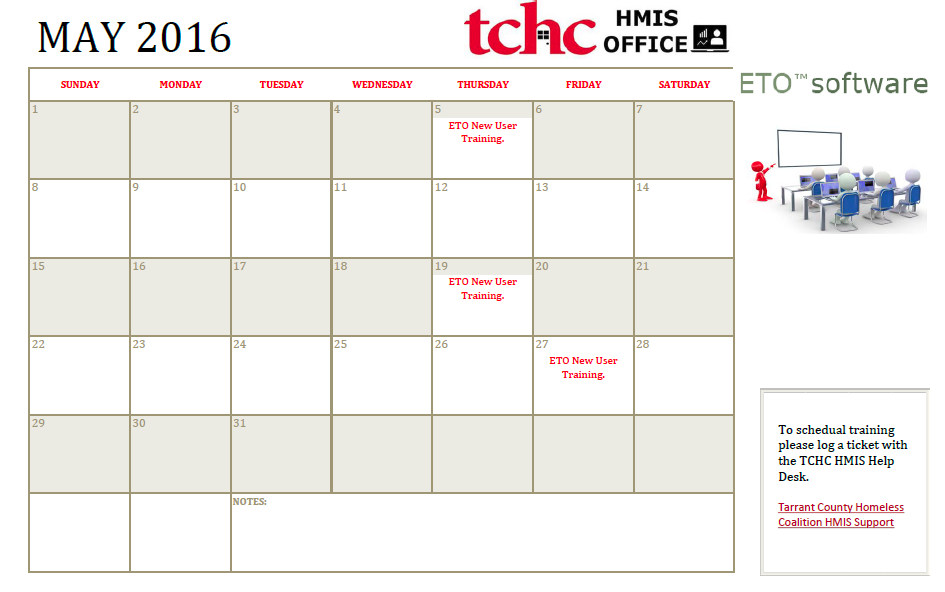 MAY 2016
tchc HMIS
OFFICE
ETO™ software
SUNDAY MONDAY TUESDAY WEDNESDAY THURSDAY FRIDAY SATURDAY
1 2 3 4 5 6 7
ETO New User
Training.
8 9 10 11 12 13 14
15 16 17 18 19 20 21
ETO New User
Training.
22 23 24 25 26 27 28
ETO New User
Training.
29 30 31
NOTES:
To schedual training
please log a ticket with
the TCHC HMIS Help
Desk.
Tarrant County Homeless
Coalition HMIS Support